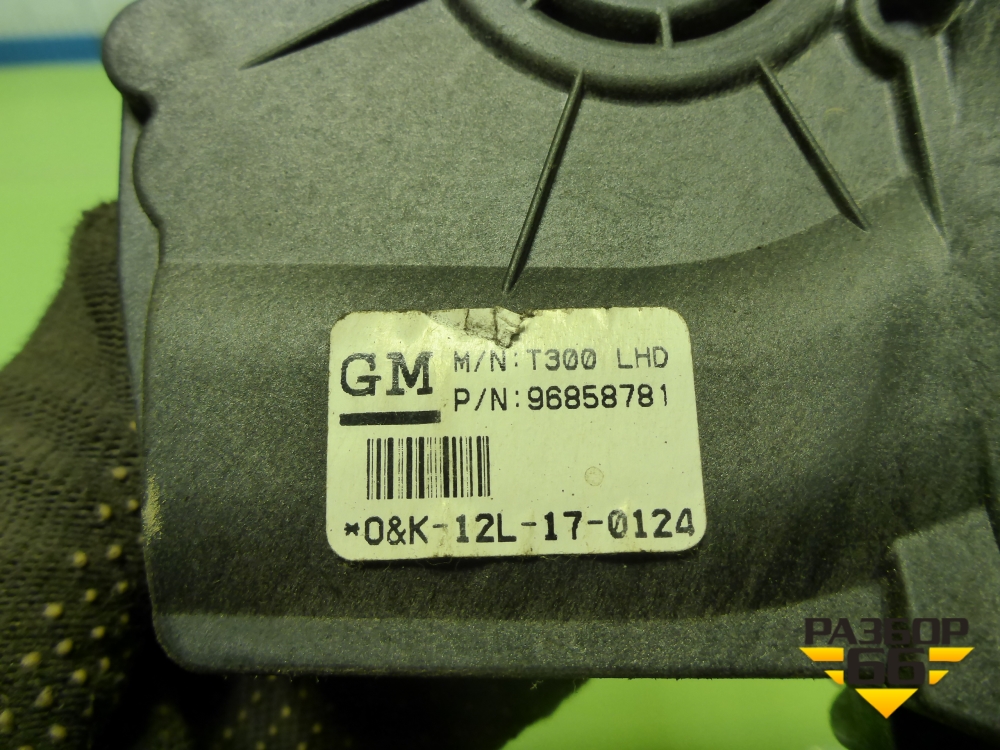 GM
M/N:T300 LHD
P/N:96858781
*O&K-12L-17-0124
РАЗБОР
66